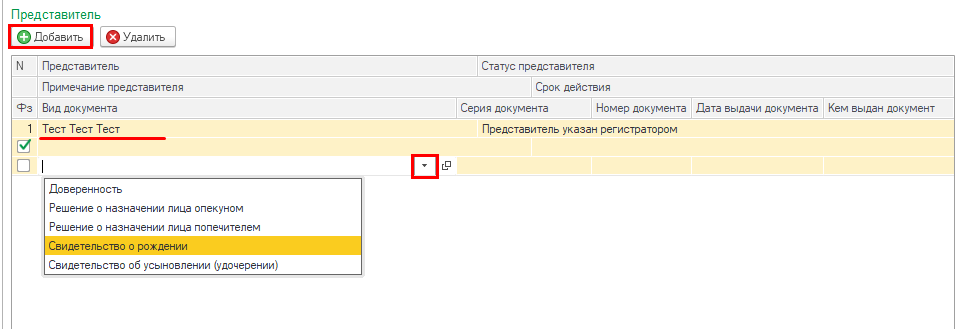 Представитель
Добавить Удалить
N Представитель Статус представителя
Примечание представителя Срок действия
Фз Вид документа Серия документа Номер документа Дата выдачи документа Кем выдан документ
1 Тест Тест Тест Представитель указан регистратором
Доверенность
Решение о назначении лица опекуном
Решение о назначении лица попечителем
Свидетельство о рождении
Свидетельство об усыновлении (удочерении)